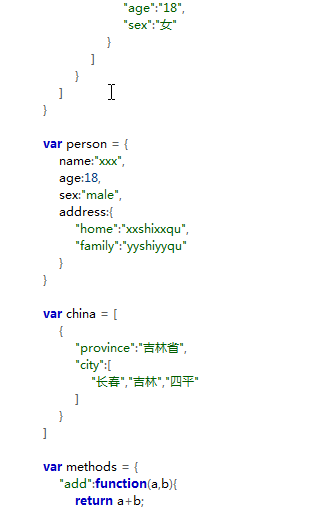 "age":"18",
"sex":"女"
}
]
}
]
}
var person = {
name:"xxx",
age:18,
sex:"male",
address:{
"home":"xxshixxqu",
"family":"yyshiyyqu"
}
}
var china = [
{
"province":"吉林省",
"city":[
"长春","吉林","四平"
]
}
]
var methods = {
"add":function(a,b){
return a+b;